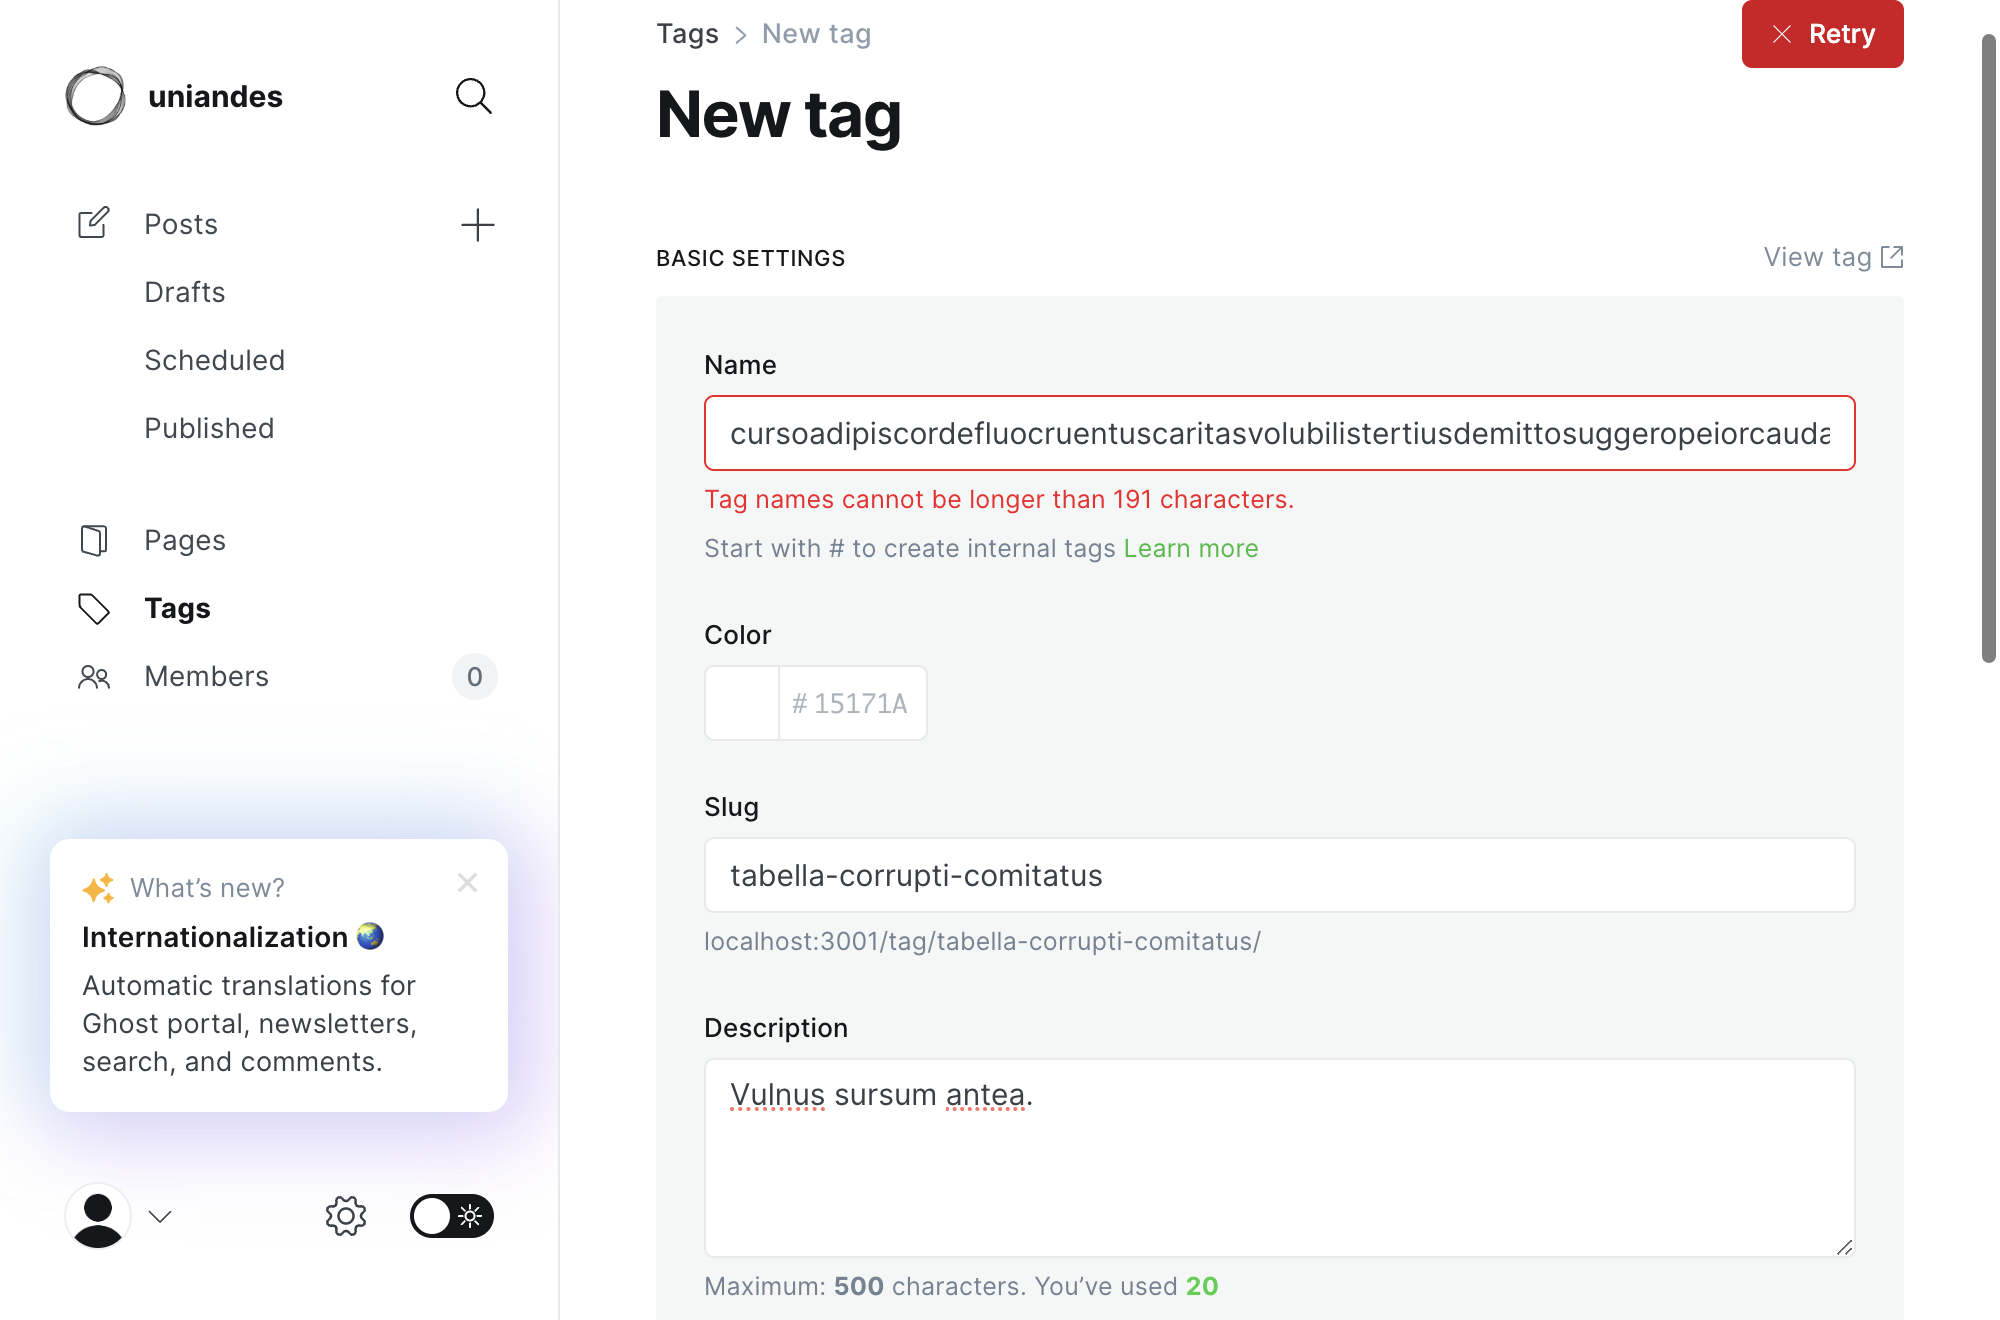 uniandes
Posts
Drafts
Scheduled
Published
Pages
Tags
Members
0
What's new?
Internationalization
Automatic translations for
Ghost portal, newsletters,
search, and comments.
Tags > New tag
Retry
New tag
BASIC SETTINGS
View tag
Name
cursoadipiscordefluocruentuscaritasvolubilistertiusdemittosuggeropeiorcauda
Tag names cannot be longer than 191 characters.
Start with # to create internal tags Learn more
Color
# 15171A
Slug
tabella-corrupti-comitatus
localhost:3001/tag/tabella-corrupti-comitatus/
Description
Vulnus sursum antea.
Maximum: 500 characters. You've used 20